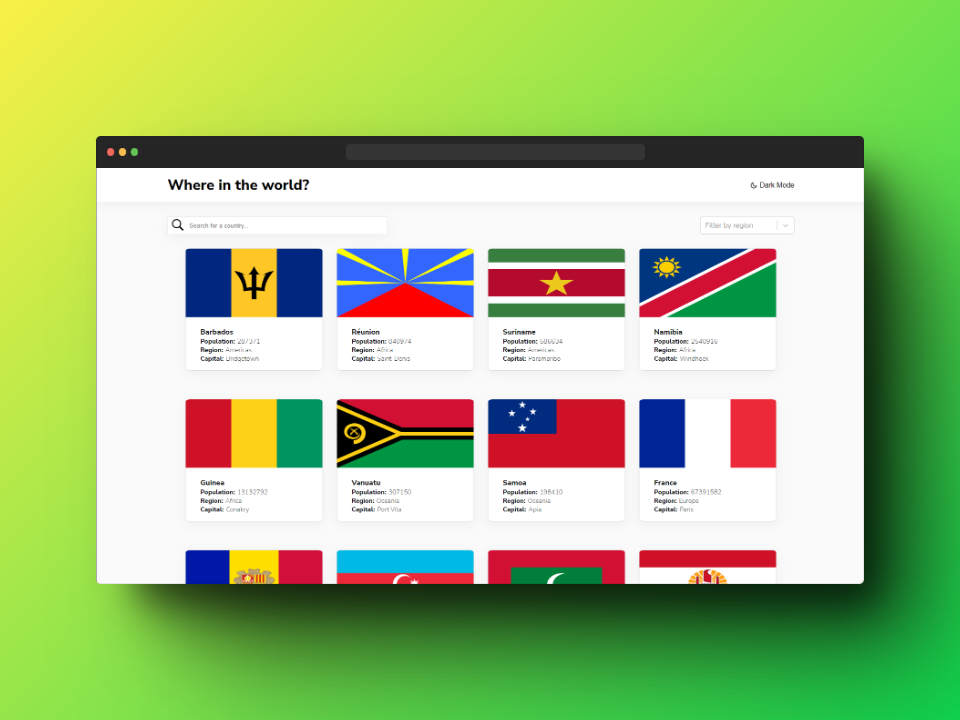 Where in the world?
Dark Mode
Search for a country...
Filter by region
Barbados
Population: 287371
Region: Americas
Capital: Bridgetown
Réunion
Population: 840974
Region: Africa
Capital: Saint-Denis
Suriname
Population: 586634
Region: Americas
Capital: Paramaribo
Namibia
Population: 2540916
Region: Africa
Capital: Windhoek
Guinea
Population: 13132792
Region: Africa
Capital: Conakry
Vanuatu
Population: 307150
Region: Oceania
Capital: Port Vila
Samoa
Population: 198410
Region: Oceania
Capital: Apia
France
Population: 67391582
Region: Europe
Capital: Paris